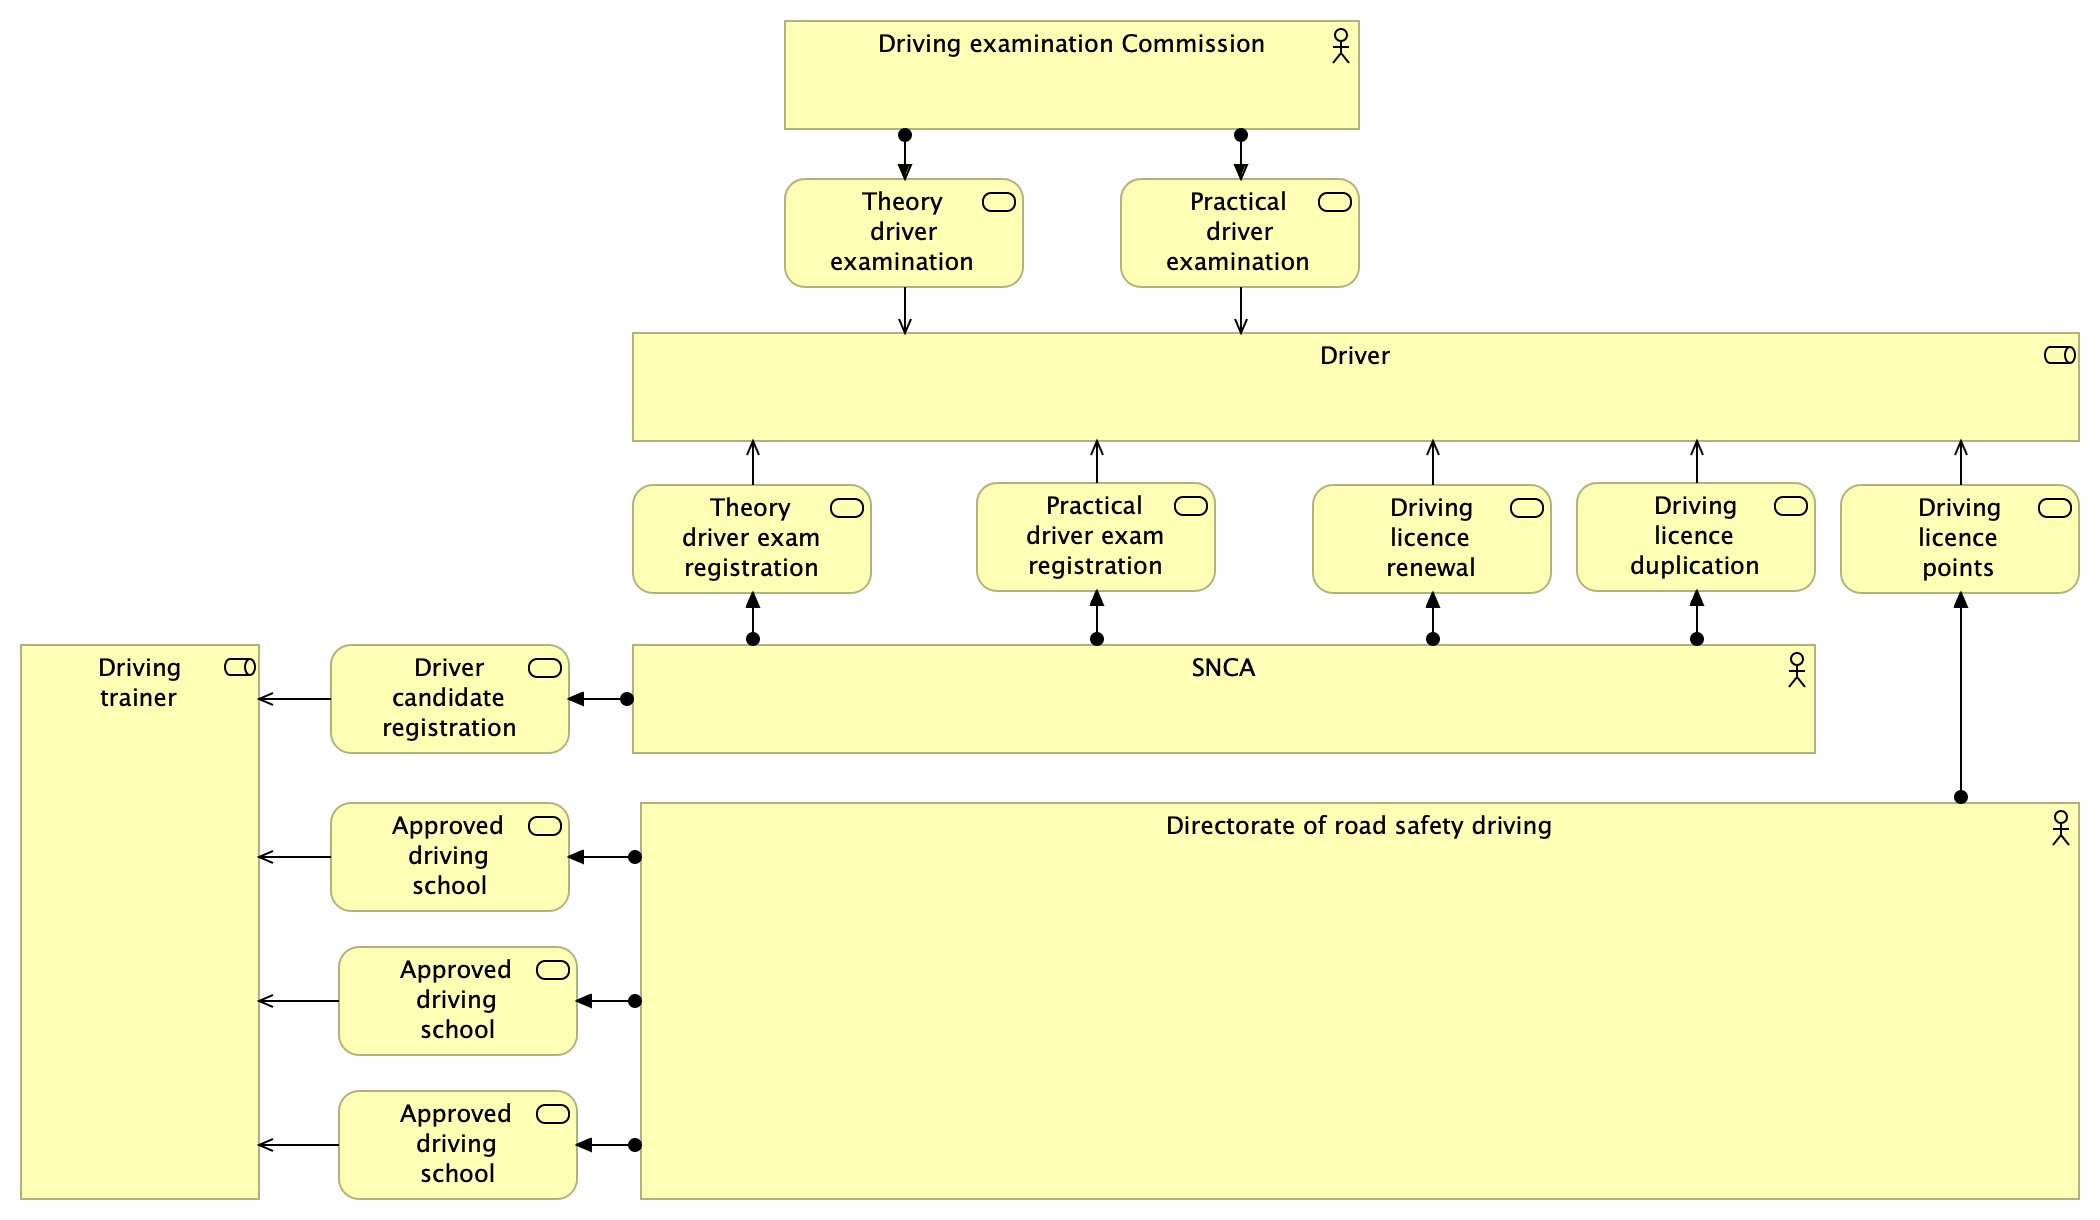 Driving examination Commission
Theory
driver
examination
Practical
driver
examination
Driver
Theory
driver exam
registration
Practical
driver exam
registration
Driving
licence
renewal
Driving
licence
duplication
Driving
licence
points
Driving
trainer
Driver
candidate
registration
SNCA
Approved
driving
school
Directorate of road safety driving
Approved
driving
school
Approved
driving
school